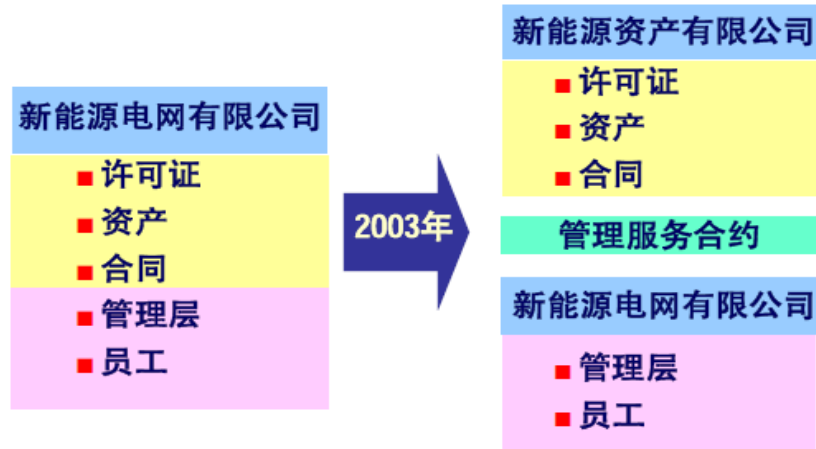 新能源电网有限公司
许可证
资产
合同
管理层
员工
2003年
新能源资产有限公司
许可证
资产
合同
管理服务合约
新能源电网有限公司
管理层
员工